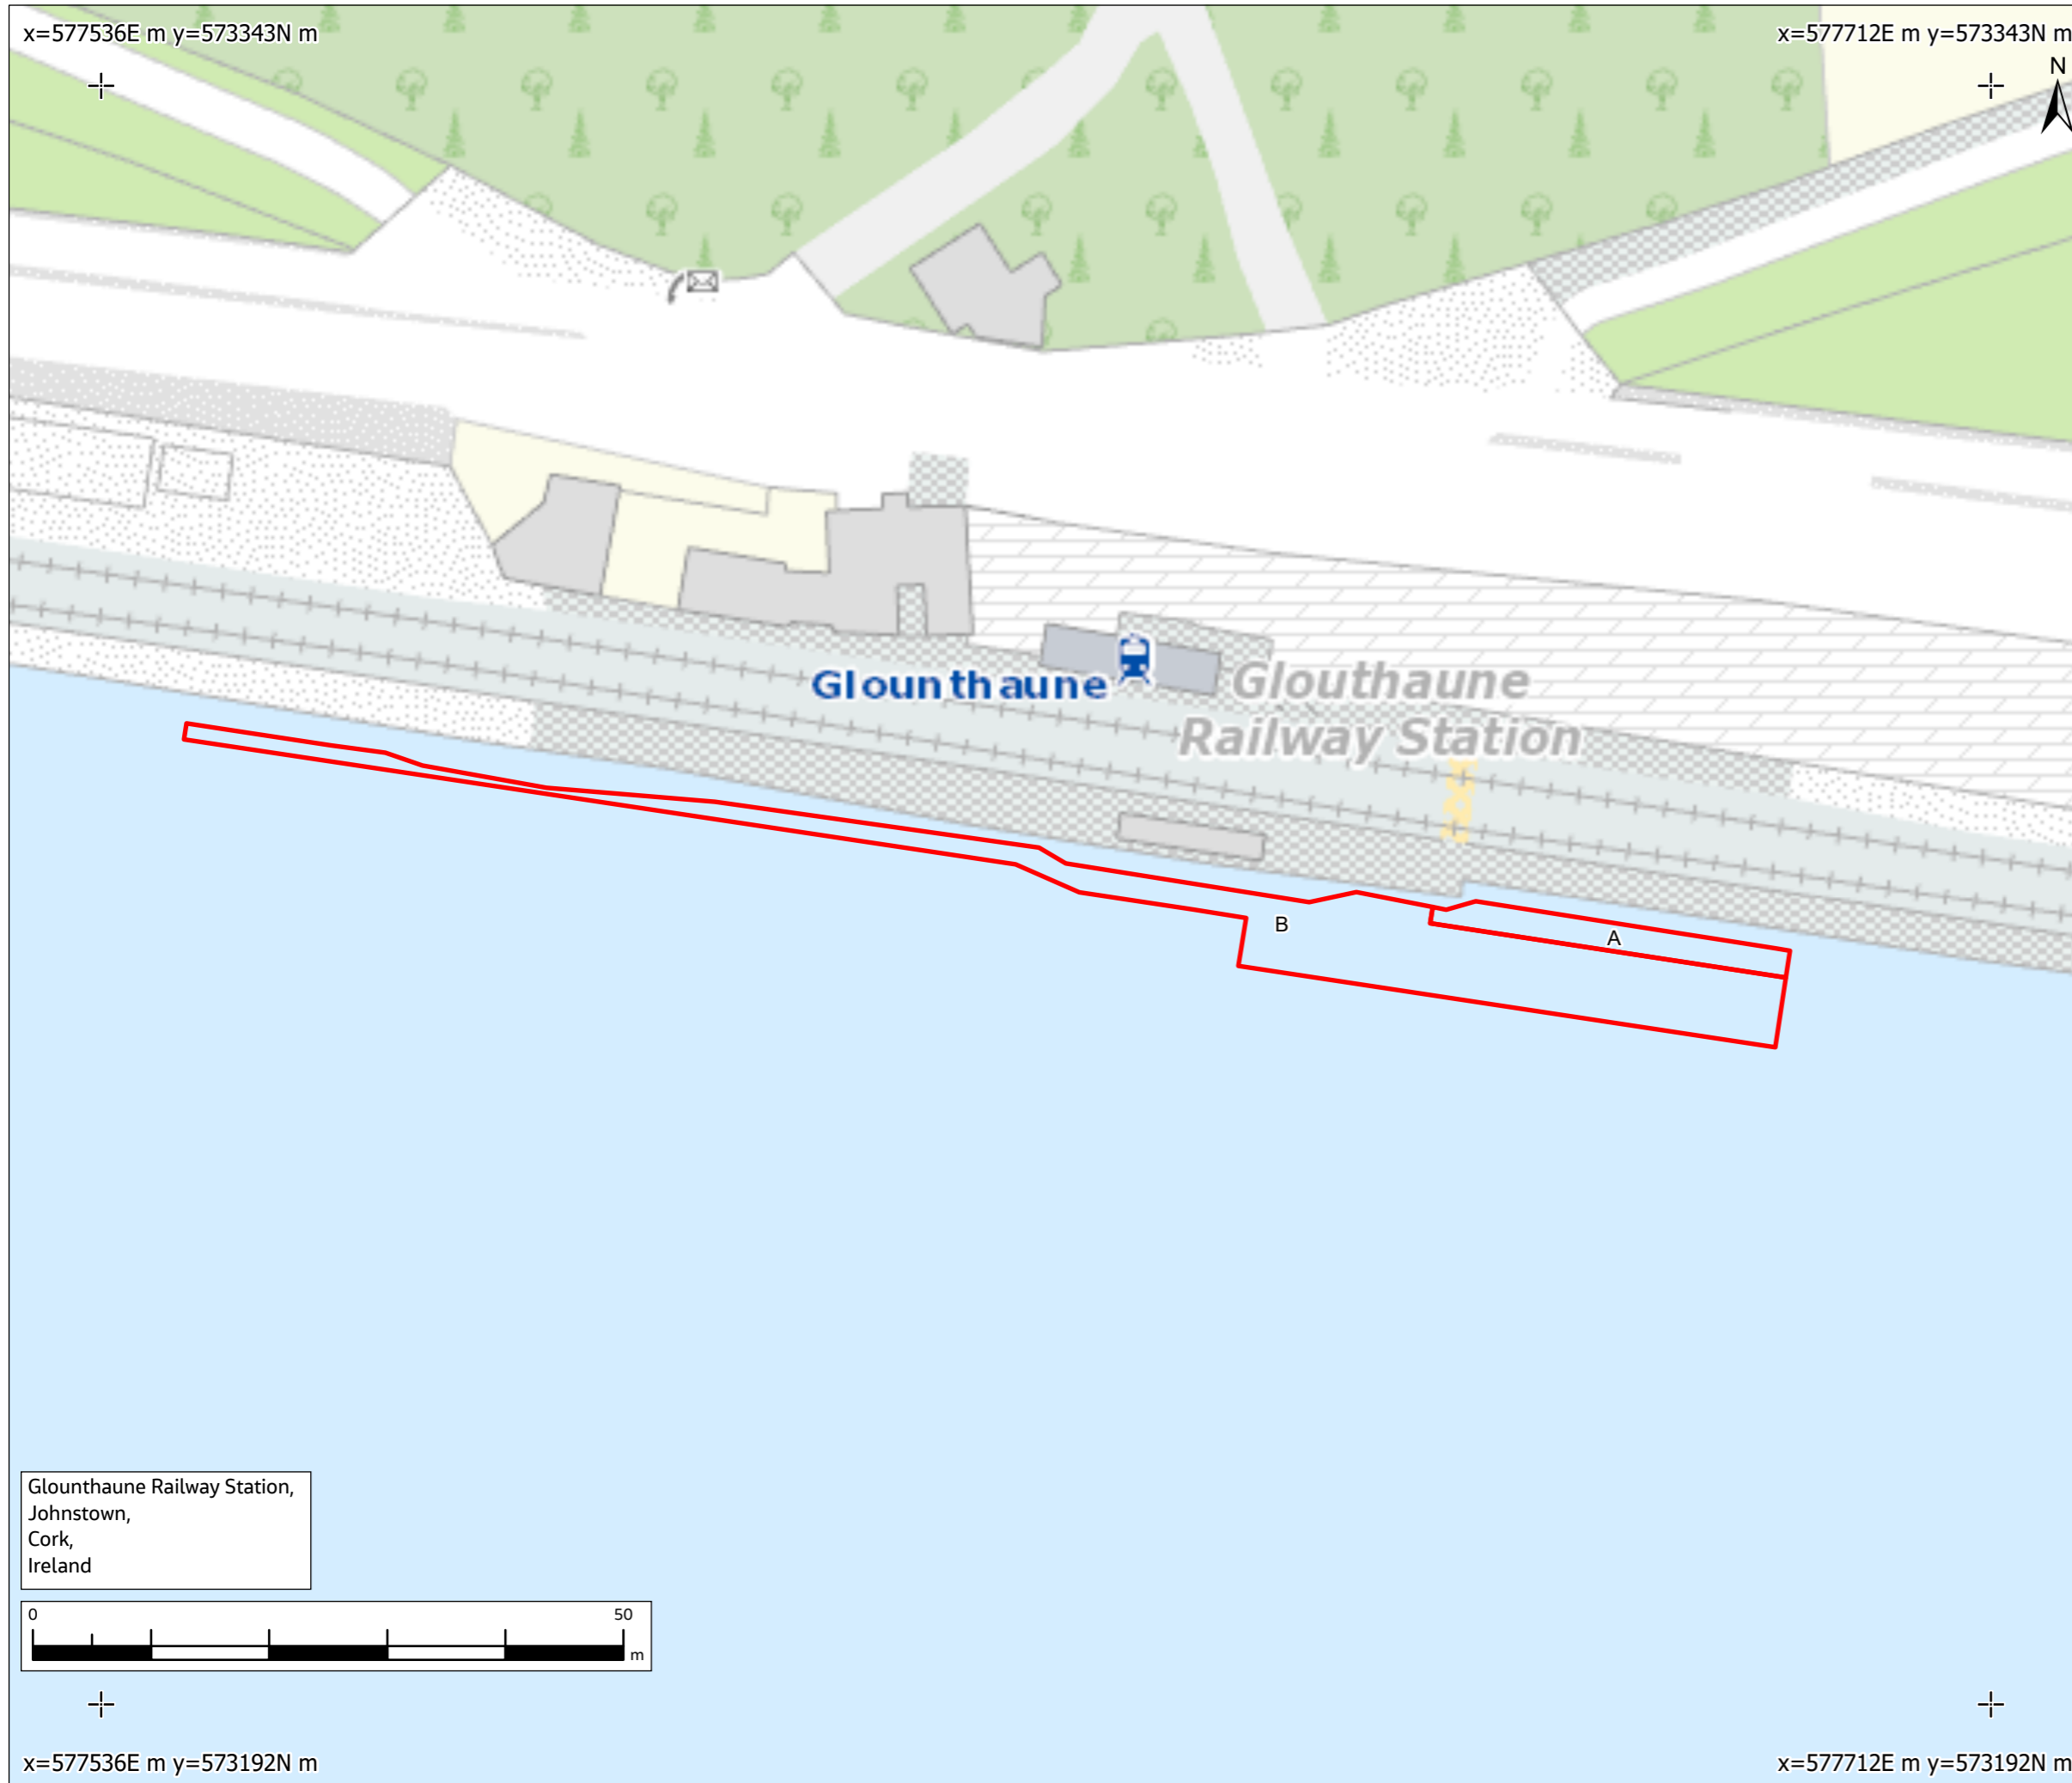 x=577536E m y=573343N m
x=577712E m y=573343N m
N
Glounthaune
Glouthaune
Railway Station
B
A
Glounthaune Railway Station,
Johnstown,
Cork,
Ireland
0
50
m
x=577536E m y=573192N m
x=577712E m y=573192N m